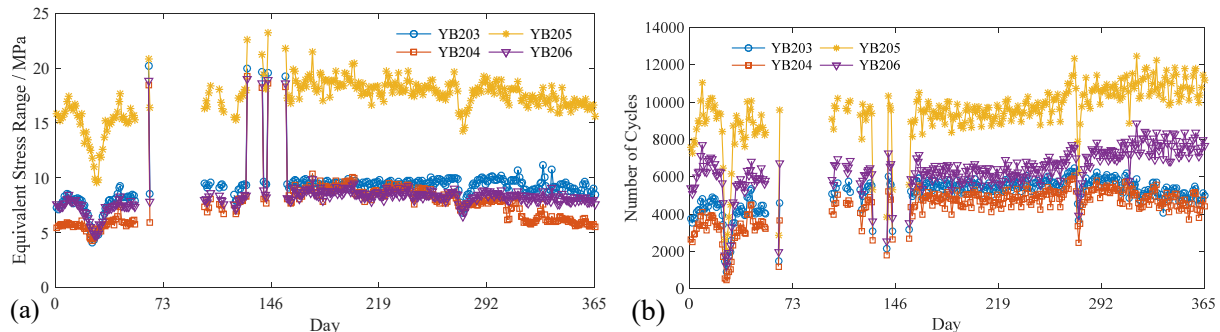 (a)
Equivalent Stress Range / MPa
25
20
15
10
5
0
YB203
YB205
YB204
YB206
0
73
146
219
292
365
Day
(b)
Number of Cycles
14000
12000
10000
8000
6000
4000
2000
0
YB203
YB205
YB204
YB206
0
73
146
219
292
365
Day